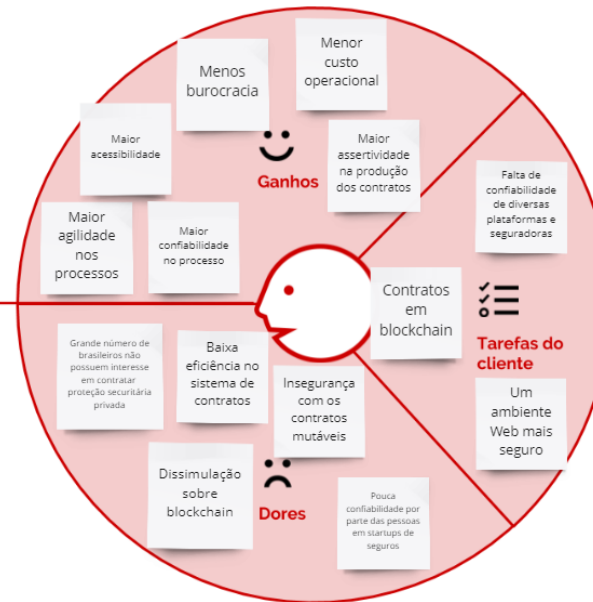 Menor
custo
operacional
Menos
burocracia
Maior
acessibilidade
Ganhos
Maior
assertividade
na produção
dos contratos
Maior
agilidade
nos
processos
Maior
confiabilidade
no processo
Falta de
confiabilidade
de diversas
plataformas e
seguradoras
Contratos
em
blockchain
Tarefas do
cliente
Um
ambiente
Web mais
seguro
Grande número de
brasileiros não
possuem interesse
em contratar
proteção securitária
privada
Baixa
eficiência no
sistema de
contratos
Insegurança
com os
contratos
mutáveis
Dissimulação
sobre
blockchain
Dores
Pouca
confiabilidade por
parte das pessoas
em startups de
seguros